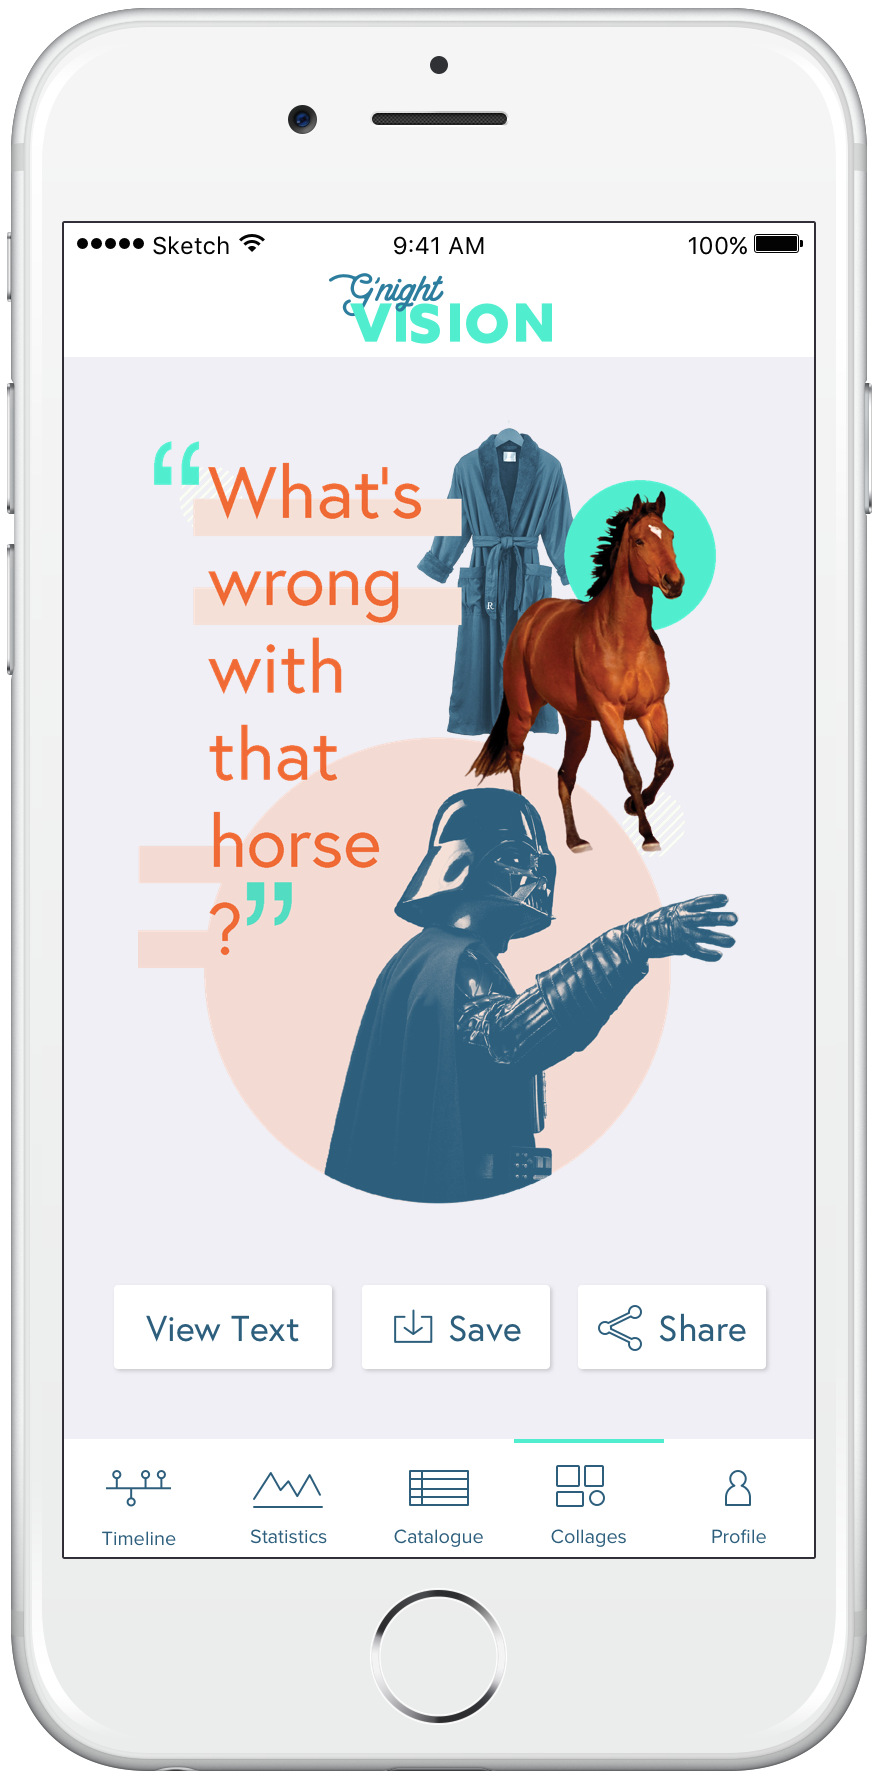 Sketch 9:41 AM 100%
G'night
VISION
“What's
wrong
with
that
horse
?”
R
View Text Save Share
Timeline Statistics Catalogue Collages Profile